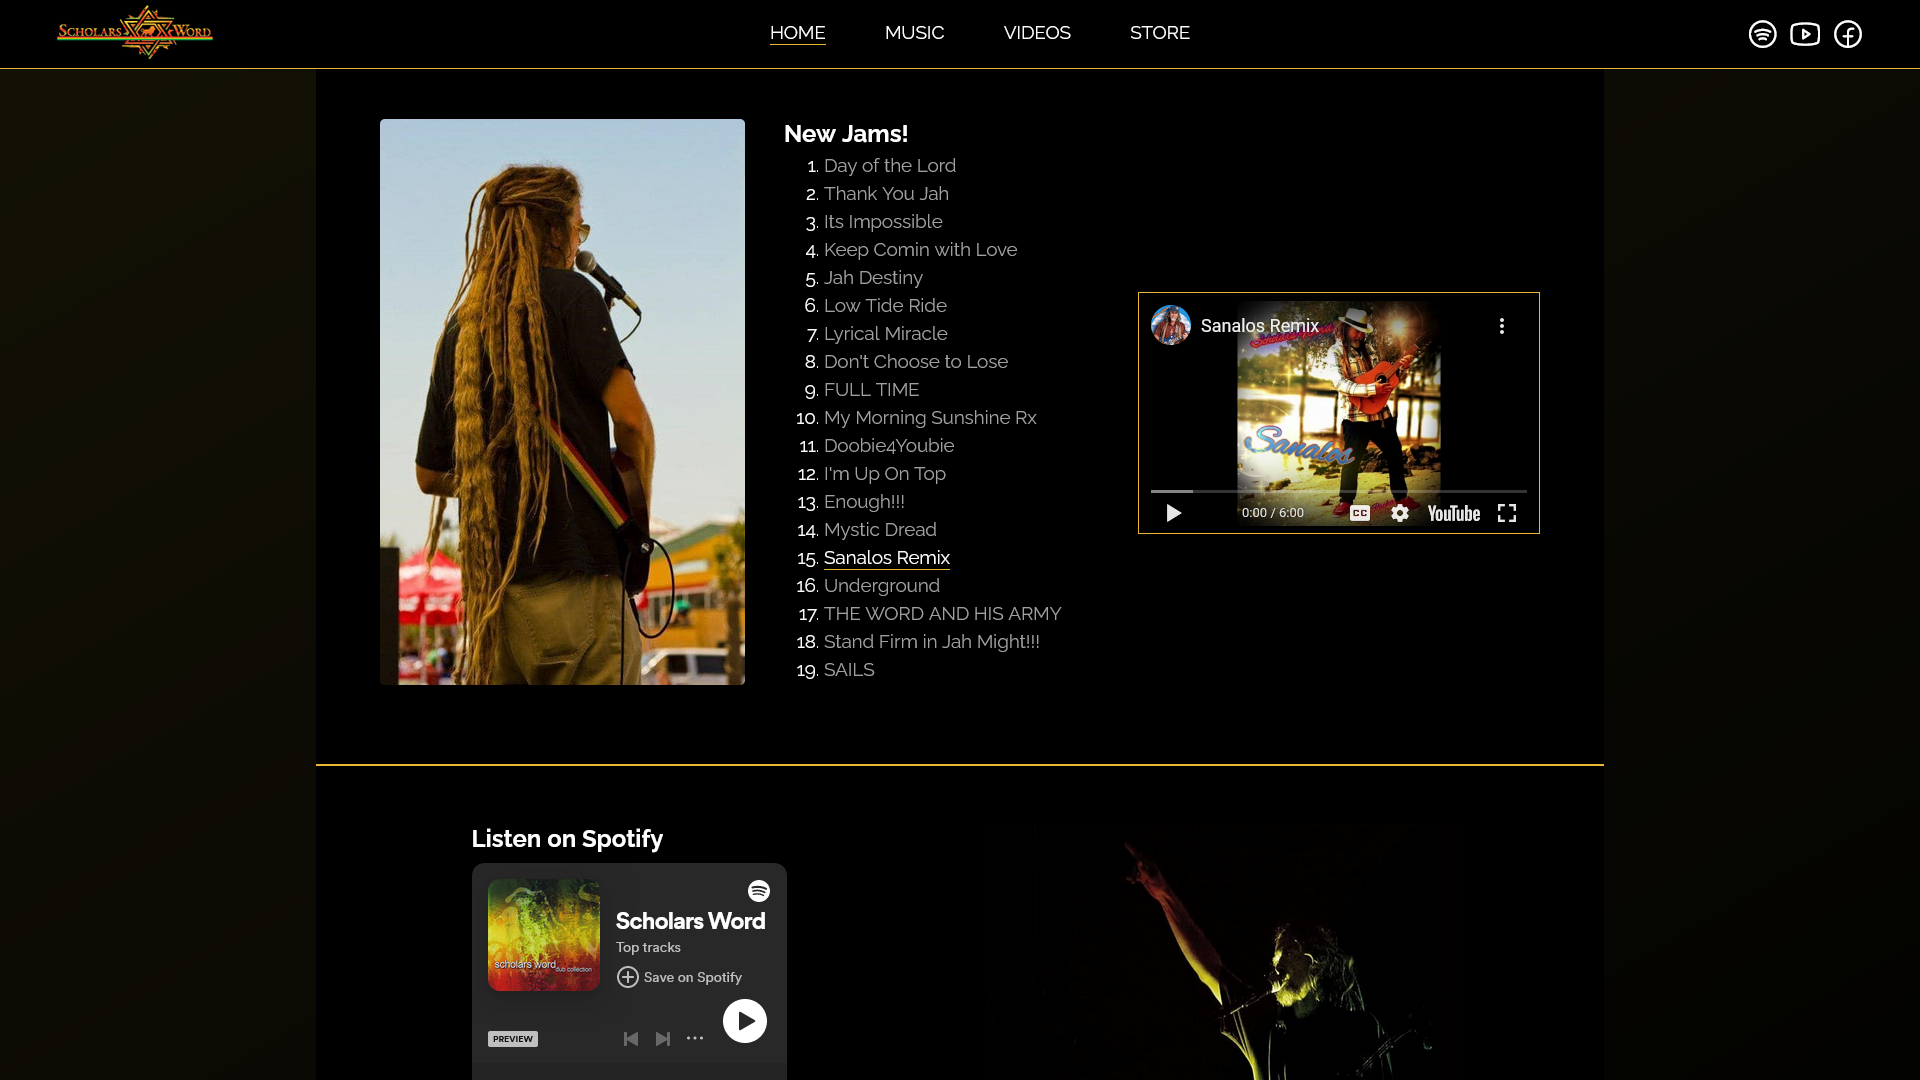 SCHOLARS WORD
HOME
MUSIC
VIDEOS
STORE
New Jams!
1. Day of the Lord
2. Thank You Jah
3. Its Impossible
4. Keep Comin with Love
5. Jah Destiny
6. Low Tide Ride
7. Lyrical Miracle
8. Don't Choose to Lose
9. FULL TIME
10. My Morning Sunshine Rx
11. Doobie4Youbie
12. I'm Up On Top
13. Enough!!!
14. Mystic Dread
15. Sanalos Remix
16. Underground
17. THE WORD AND HIS ARMY
18. Stand Firm in Jah Might!!!
19. SAILS
Sanalos Remix
Sanalos
0:00 / 6:00
CC
YouTube
Listen on Spotify
scholars word dub collection
Scholars Word
Top tracks
Save on Spotify
PREVIEW